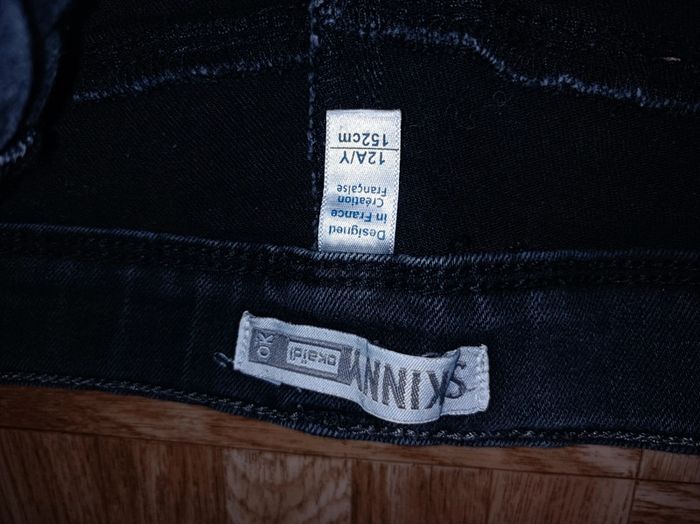 Designed
in France
Création
Française
12A/Y
152cm
SKINNY
okaïdi
OK